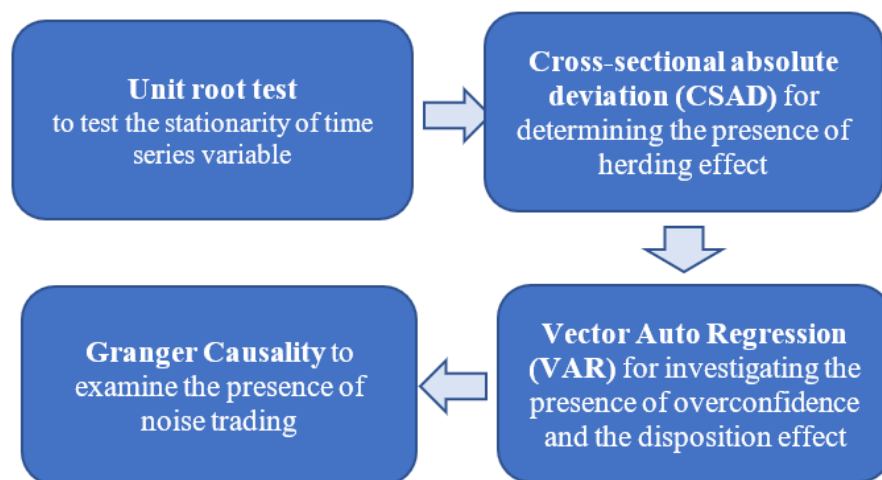 Unit root test
to test the stationarity of time
series variable
Cross-sectional absolute
deviation (CSAD) for
determining the presence of
herding effect
Vector Auto Regression
(VAR) for investigating the
presence of overconfidence
and the disposition effect
Granger Causality to
examine the presence of
noise trading